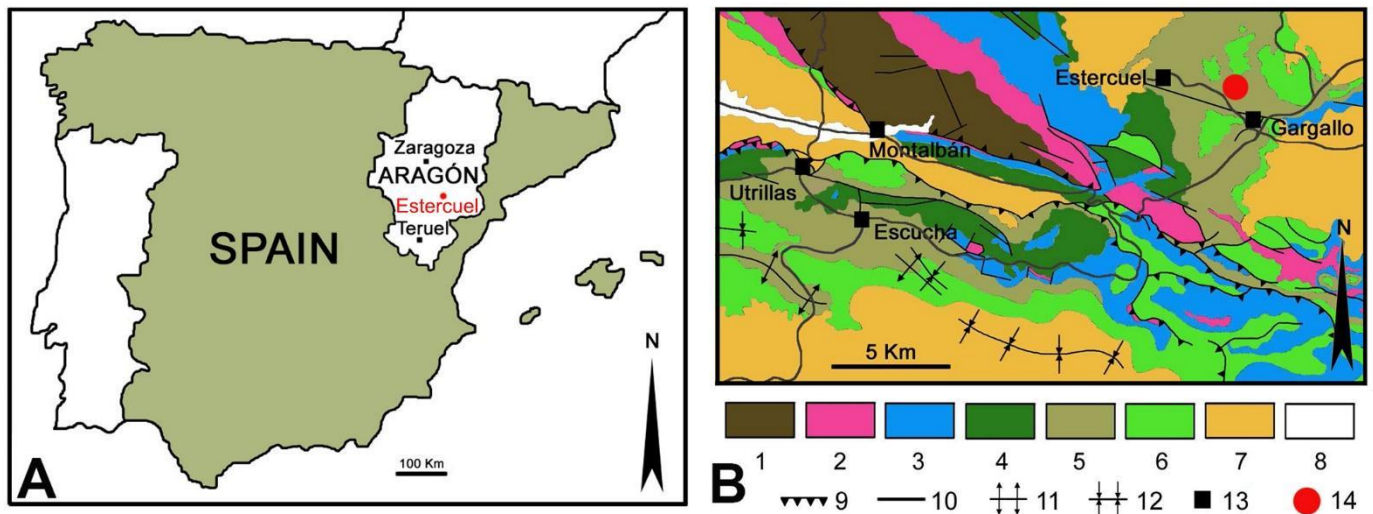 Zaragoza
ARAGÓN
Estercuel
Teruel
SPAIN
N
100 Km
A
Estercuel
Gargallo
Montalbán
Utrillas
Escucha
N
5 Km
1 2 3 4 5 6 7 8
B
9 10 11 12 13 14